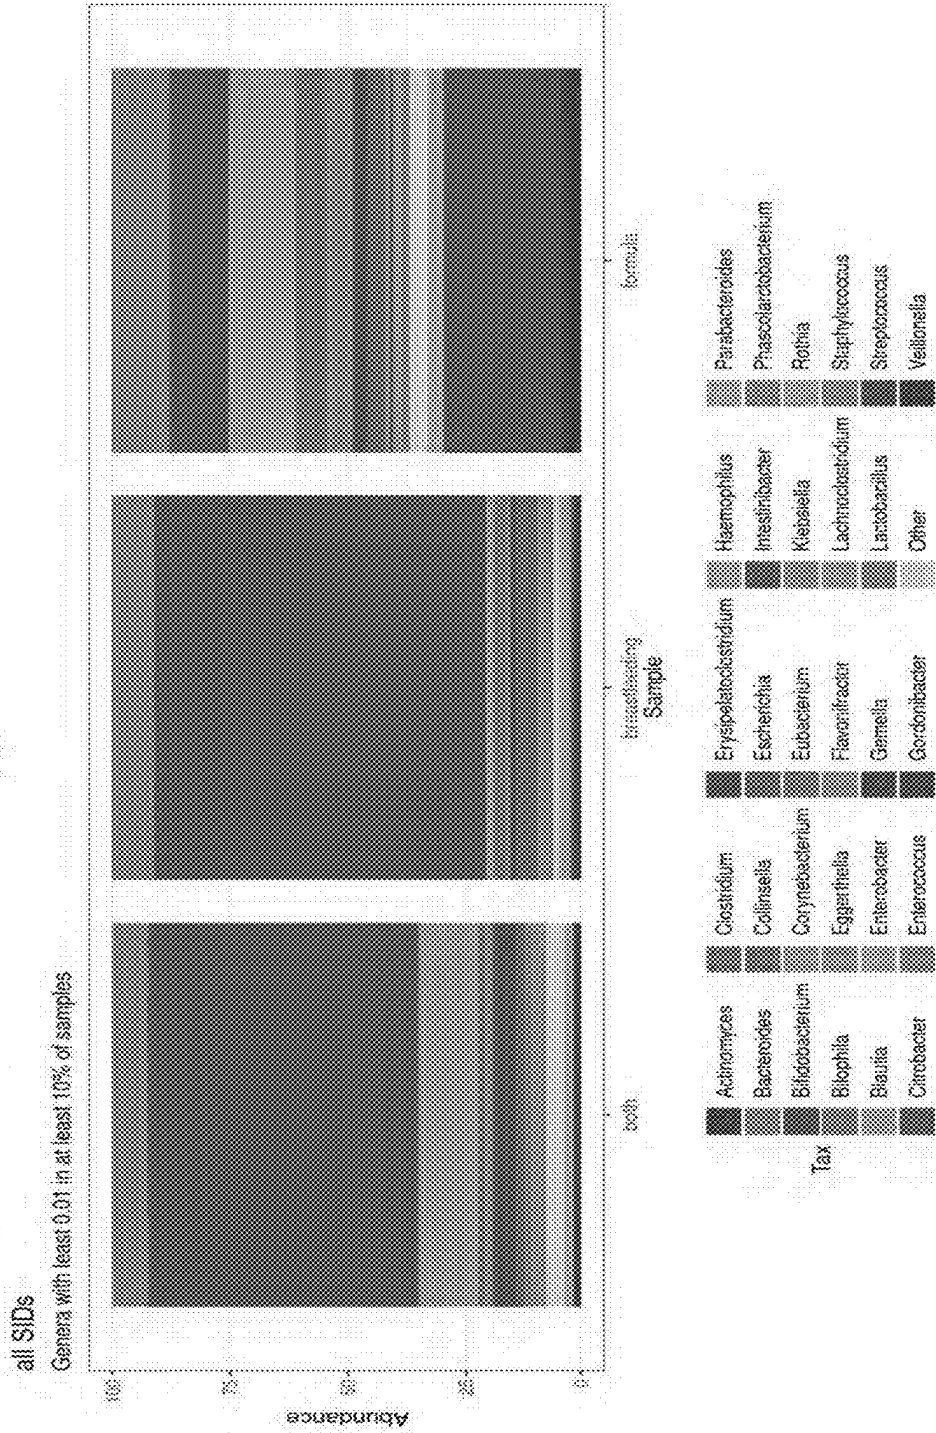 all SIDs
Genera with least 0.01 in at least 10% of samples
Abundance
100
75
50
25
0
both
breastfeeding
formula
Sample
Tax
Actinomyces
Bacteroides
Bifidobacterium
Bilophila
Blautia
Citrobacter
Clostridium
Collinsella
Corynebacterium
Eggerthella
Enterobacter
Enterococcus
Erysipelatoclostridium
Escherichia
Eubacterium
Flavonifractor
Gemella
Gordonibacter
Haemophilus
Intestinibacter
Klebsiella
Lachnoclostridium
Lactobacillus
Other
Parabacteroides
Phascolarctobacterium
Rothia
Staphylococcus
Streptococcus
Veillonella